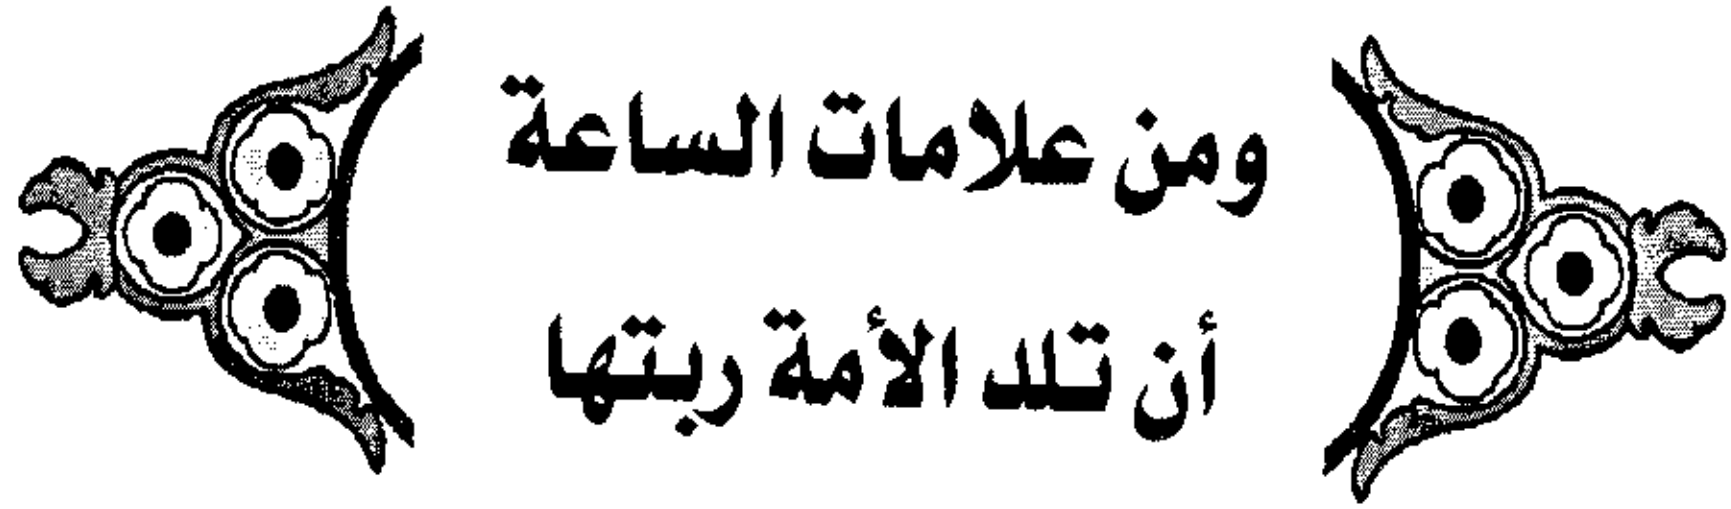 ومن علامات الساعة
أن تلد الأمة ربتها